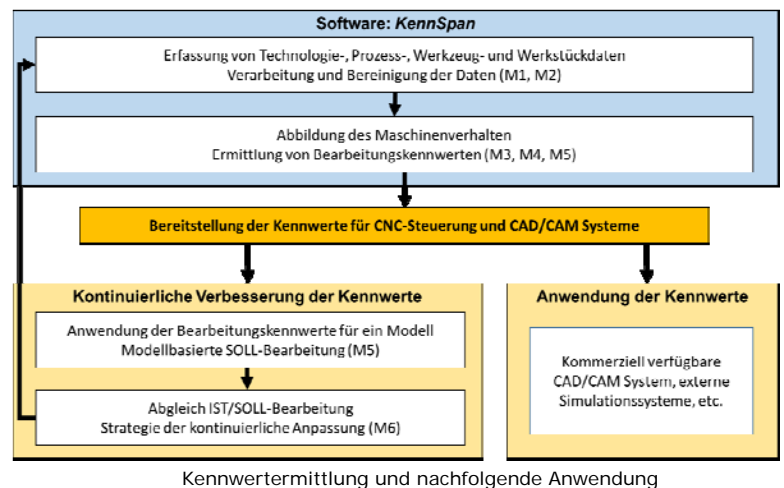 Software: KennSpan
Erfassung von Technologie-, Prozess-, Werkzeug- und Werkstückdaten
Verarbeitung und Bereinigung der Daten (M1, M2)
Abbildung des Maschinenverhalten
Ermittlung von Bearbeitungskennwerten (M3, M4, M5)
Bereitstellung der Kennwerte für CNC-Steuerung und CAD/CAM Systeme
Kontinuierliche Verbesserung der Kennwerte
Anwendung der Bearbeitungskennwerte für ein Modell
Modellbasierte SOLL-Bearbeitung (M5)
Abgleich IST/SOLL-Bearbeitung
Strategie der kontinuierliche Anpassung (M6)
Anwendung der Kennwerte
Kommerziell verfügbare
CAD/CAM System, externe
Simulationssysteme, etc.
Kennwertermittlung und nachfolgende Anwendung